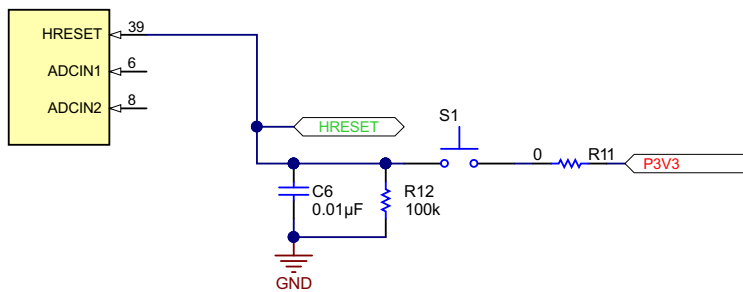 HRESET 39
ADCIN1 6
ADCIN2 8
S1
HRESET
0 R11 P3V3
C6 R12
0.01µF 100k
GND